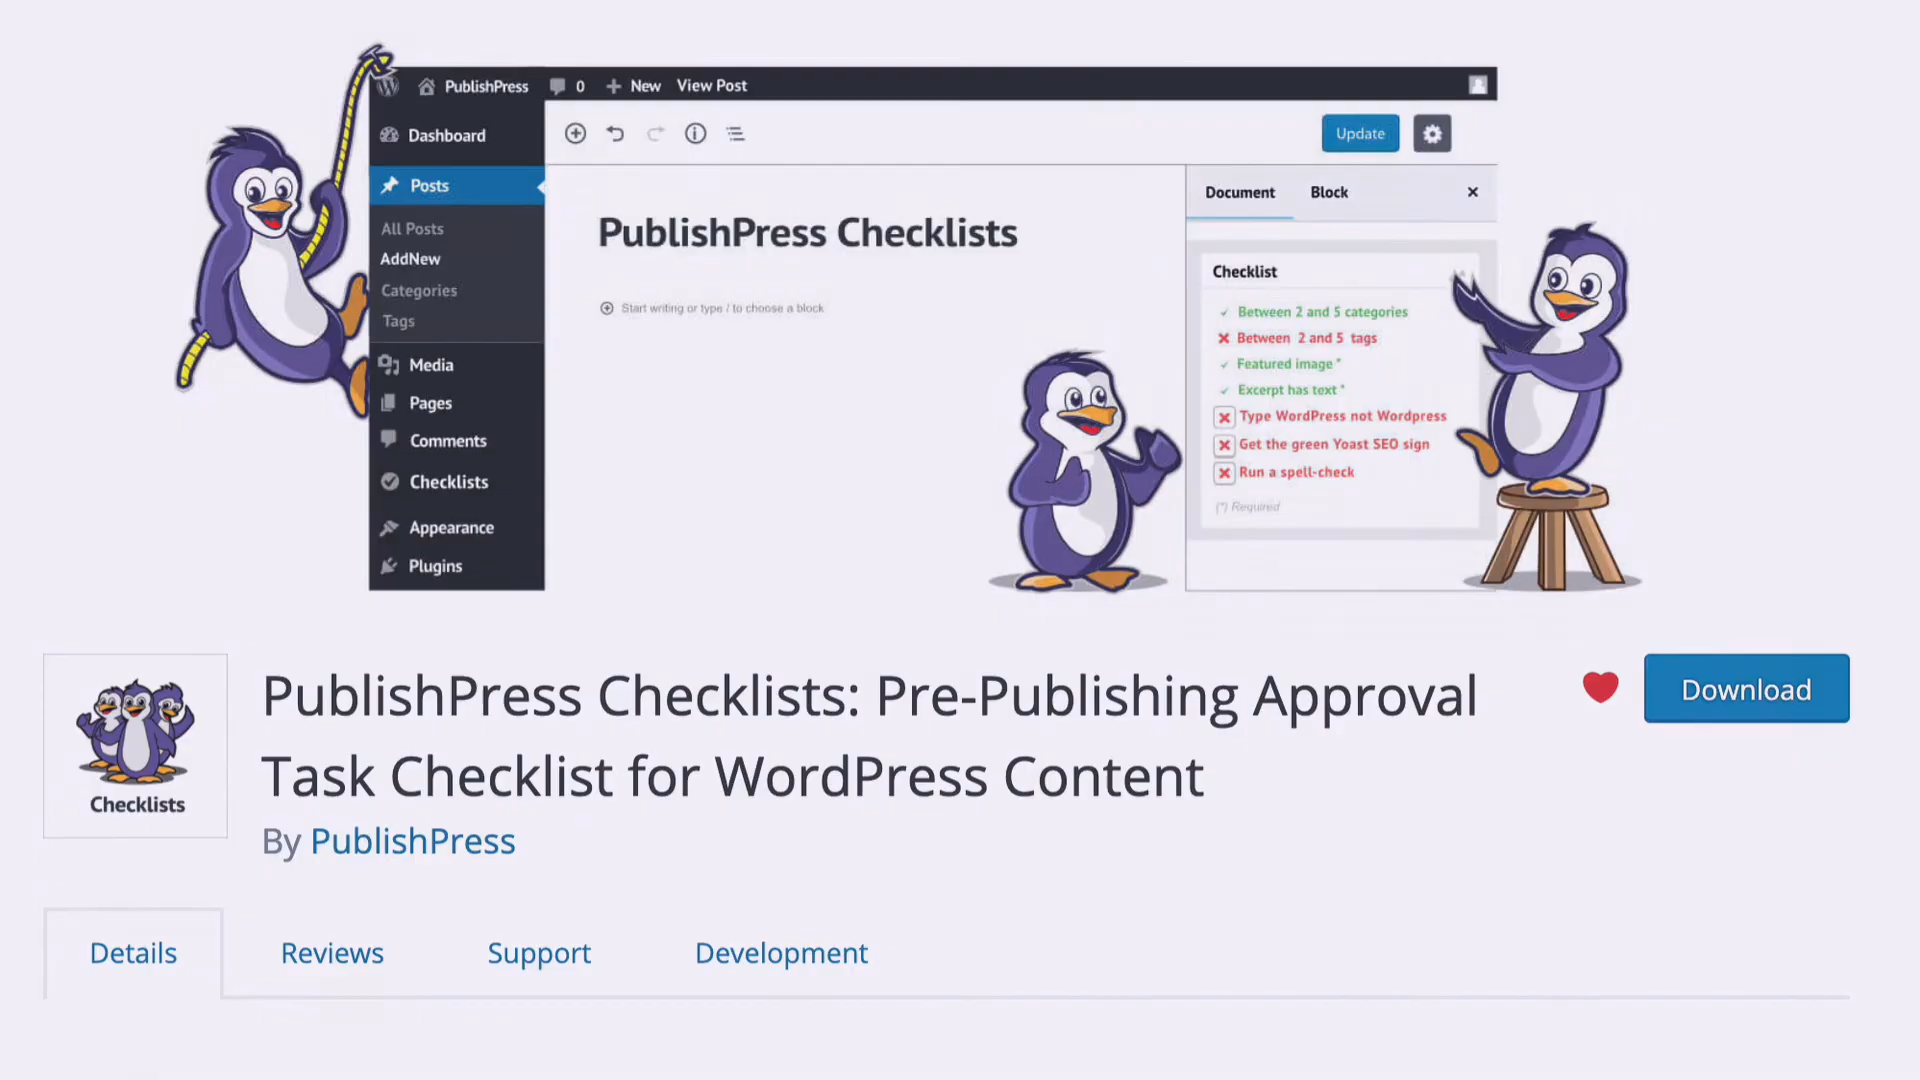 PublishPress 0 New View Post
Dashboard
Update
Posts
All Posts
AddNew
Categories
Tags
Media
Pages
Comments
Checklists
Appearance
Plugins
PublishPress Checklists
Start writing or type / to choose a block
Document Block
Checklist
Between 2 and 5 categories
Between 2 and 5 tags
Featured image *
Excerpt has text *
Type WordPress not Wordpress
Get the green Yoast SEO sign
Run a spell-check
(*) Required
Checklists
PublishPress Checklists: Pre-Publishing Approval
Task Checklist for WordPress Content
By PublishPress
Download
Details Reviews Support Development